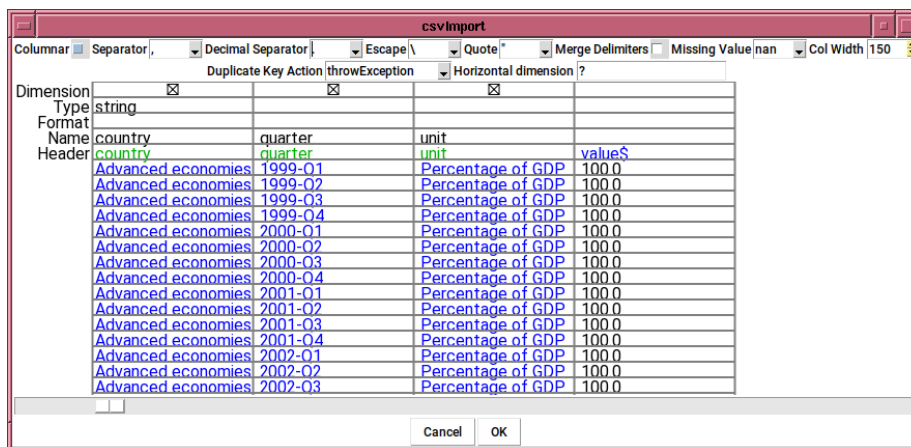 csvImport
Columnar Separator , Decimal Separator . Escape \ Quote " Merge Delimiters Missing Value nan Col Width 150
Duplicate Key Action throwException Horizontal dimension ?
Dimension
Type string
Format
Name country quarter unit
Header country quarter unit value$
Advanced economies 1999-Q1 Percentage of GDP 100.0
Advanced economies 1999-Q2 Percentage of GDP 100.0
Advanced economies 1999-Q3 Percentage of GDP 100.0
Advanced economies 1999-Q4 Percentage of GDP 100.0
Advanced economies 2000-Q1 Percentage of GDP 100.0
Advanced economies 2000-Q2 Percentage of GDP 100.0
Advanced economies 2000-Q3 Percentage of GDP 100.0
Advanced economies 2000-Q4 Percentage of GDP 100.0
Advanced economies 2001-Q1 Percentage of GDP 100.0
Advanced economies 2001-Q2 Percentage of GDP 100.0
Advanced economies 2001-Q3 Percentage of GDP 100.0
Advanced economies 2001-Q4 Percentage of GDP 100.0
Advanced economies 2002-Q1 Percentage of GDP 100.0
Advanced economies 2002-Q2 Percentage of GDP 100.0
Advanced economies 2002-Q3 Percentage of GDP 100.0
Cancel OK